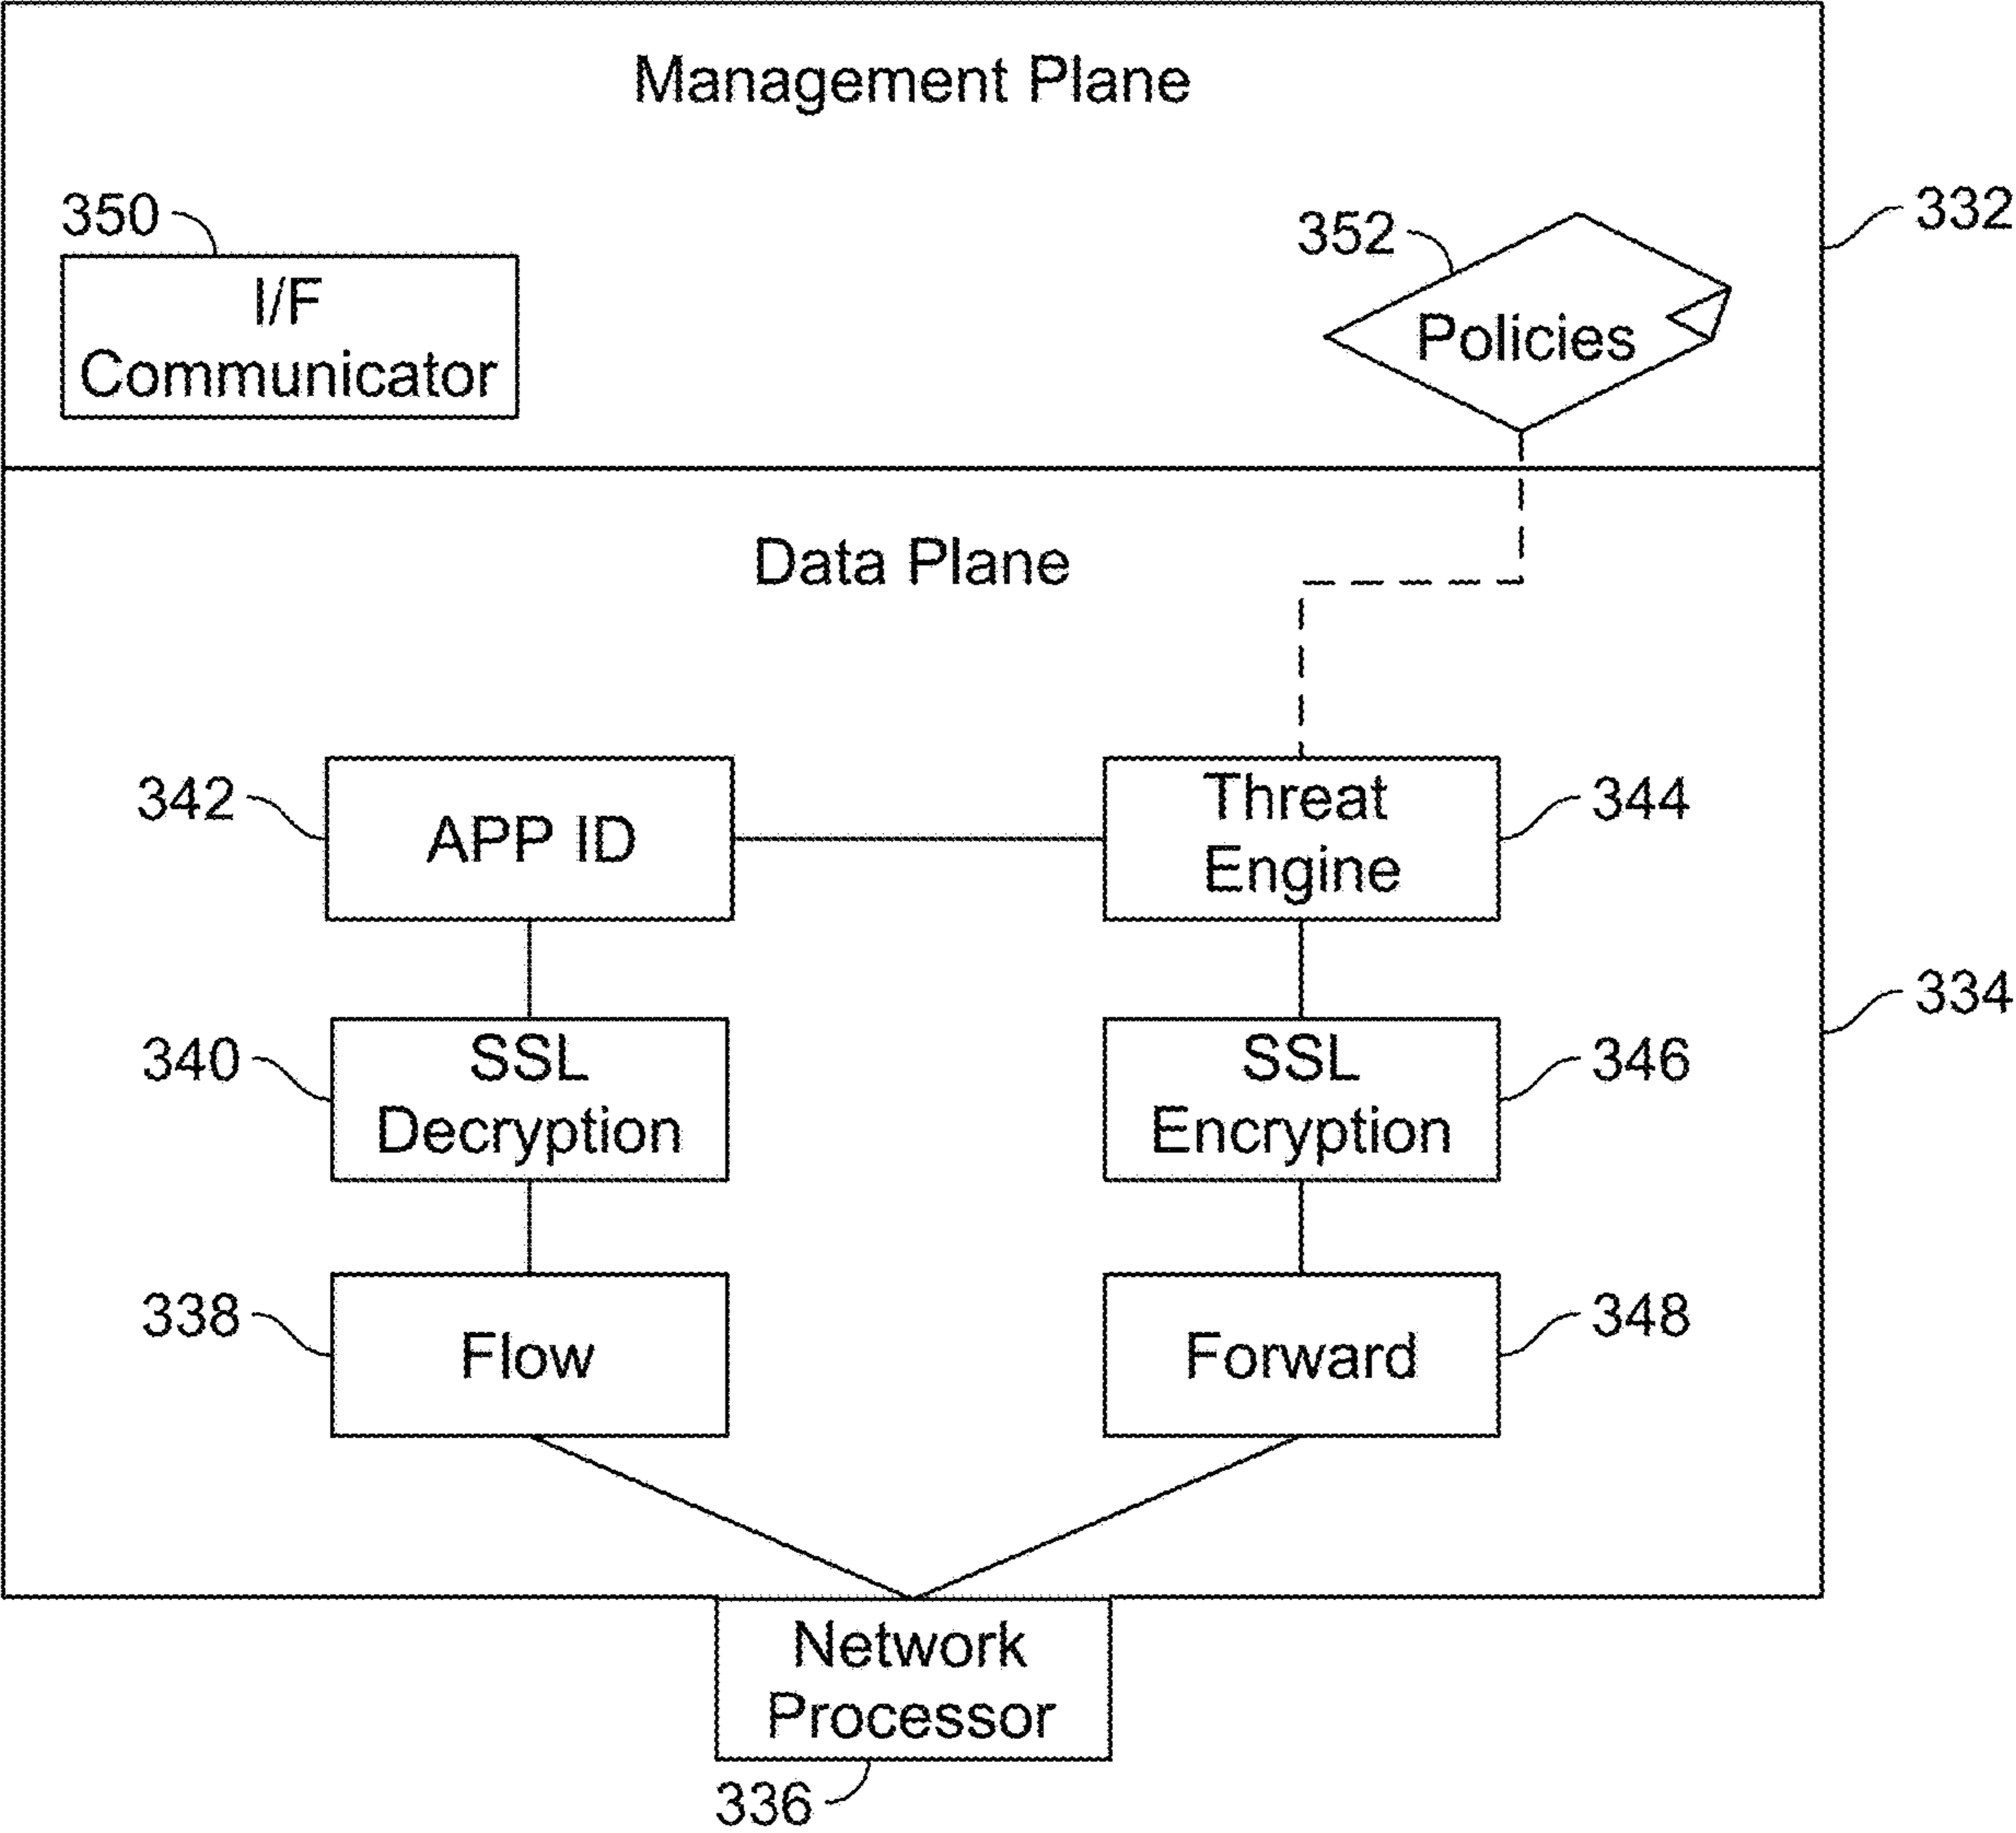 Management Plane
350
352
332
I/F
Communicator
Policies
Data Plane
342
APP ID
Threat
Engine
344
334
340
SSL
Decryption
SSL
Encryption
346
338
Flow
Forward
348
Network
Processor
336